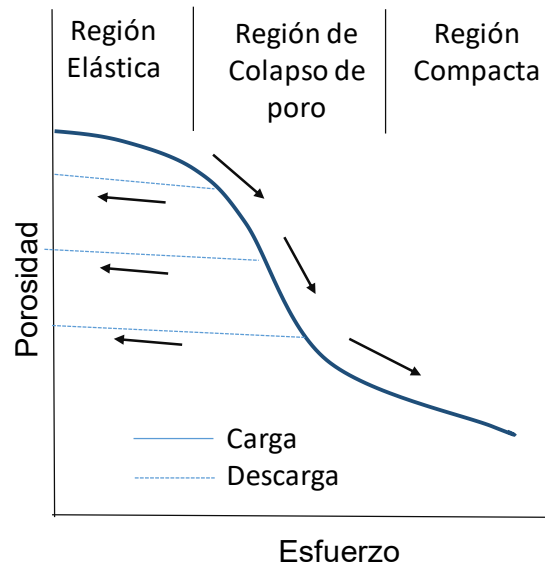 Región
Elástica
Región de
Colapso de
poro
Región
Compacta
Porosidad
Carga
Descarga
Esfuerzo